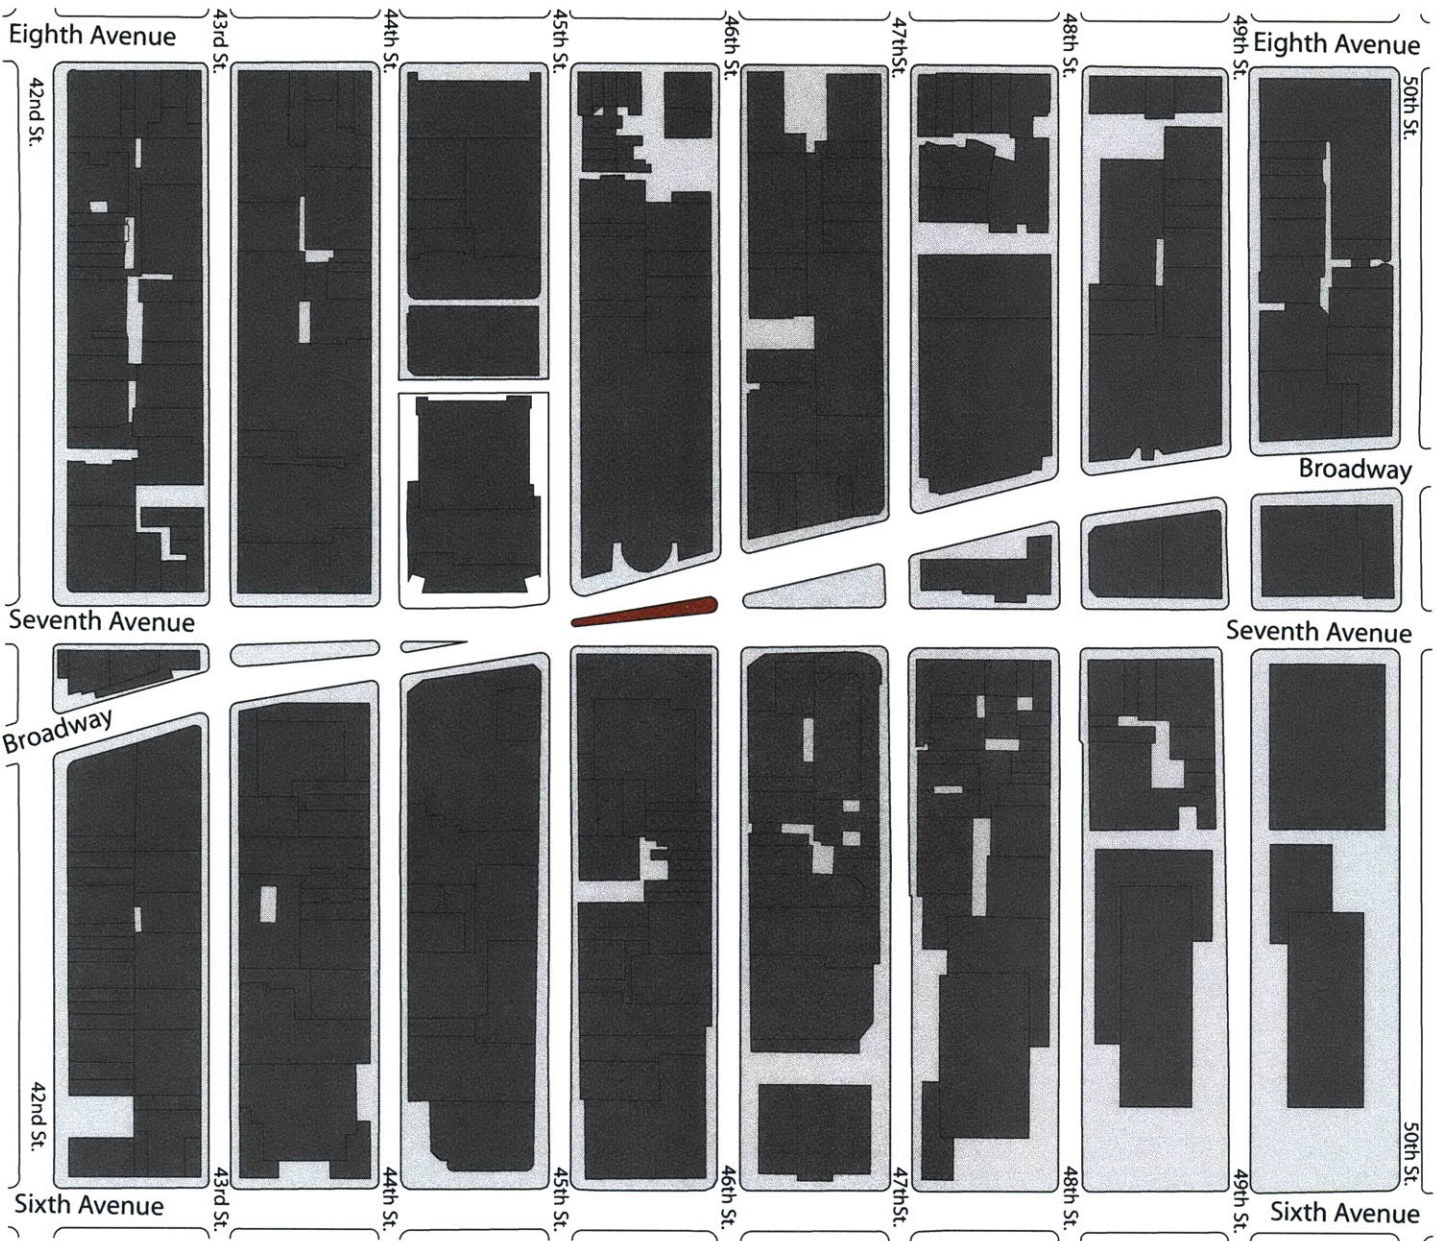 Eighth Avenue
43rd St.
44th St.
45th St.
46th St.
47thSt.
48th St.
49th St.
Eighth Avenue
42nd St.
50th St.
Broadway
Seventh Avenue
Seventh Avenue
Broadway
42nd St.
50th St.
43rd St.
44th St.
45th St.
46th St.
47thSt.
48th St.
49th St.
Sixth Avenue
Sixth Avenue